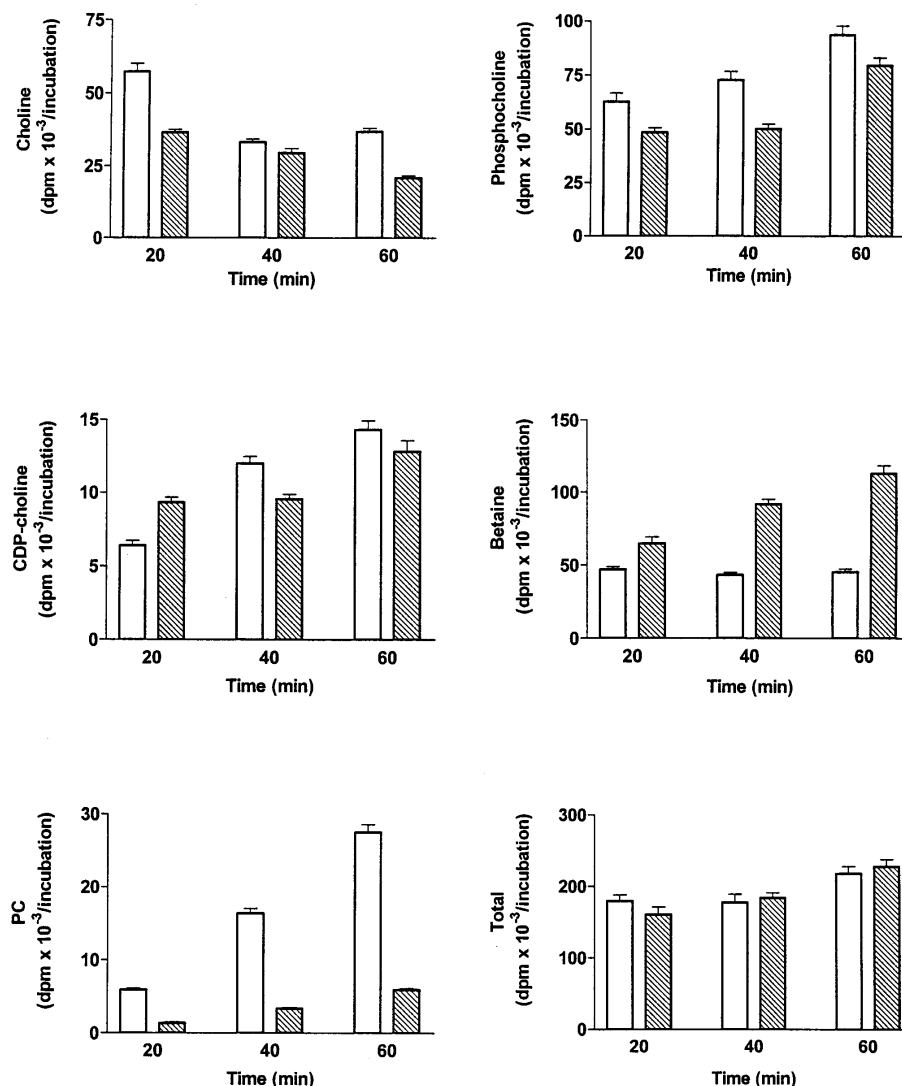 Choline
(dpm x 10⁻³/incubation)
75
50
25
0
20 40 60
Time (min)
Phosphocholine
(dpm x 10⁻³/incubation)
100
75
50
25
0
20 40 60
Time (min)
CDP-choline
(dpm x 10⁻³/incubation)
15
10
5
0
20 40 60
Time (min)
Betaine
(dpm x 10⁻³/incubation)
150
100
50
0
20 40 60
Time (min)
PC
(dpm x 10⁻³/incubation)
30
20
10
0
20 40 60
Time (min)
Total
(dpm x 10⁻³/incubation)
300
200
100
0
20 40 60
Time (min)